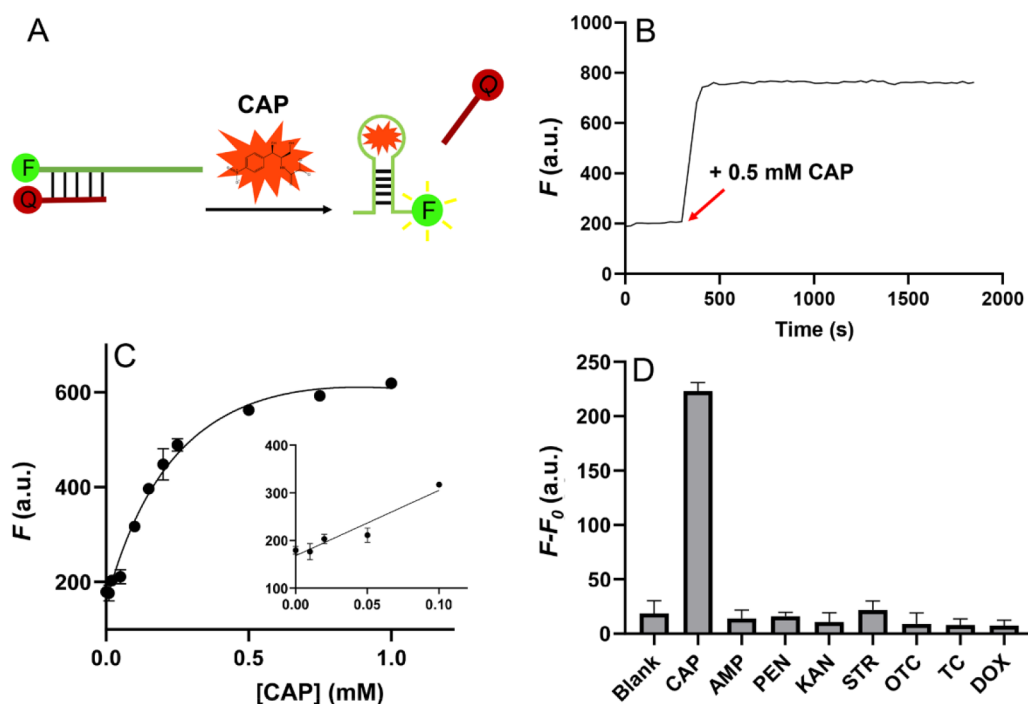 A
F
Q
CAP
Q
F
B
F (a.u.)
1000
800
600
400
200
0
+ 0.5 mM CAP
0 500 1000 1500 2000
Time (s)
C
F (a.u.)
600
400
200
400
300
200
100
0.00 0.05 0.10
0.0 0.5 1.0
[CAP] (mM)
D
F-F0 (a.u.)
250
200
150
100
50
0
Blank CAP AMP PEN KAN STR OTC TC DOX